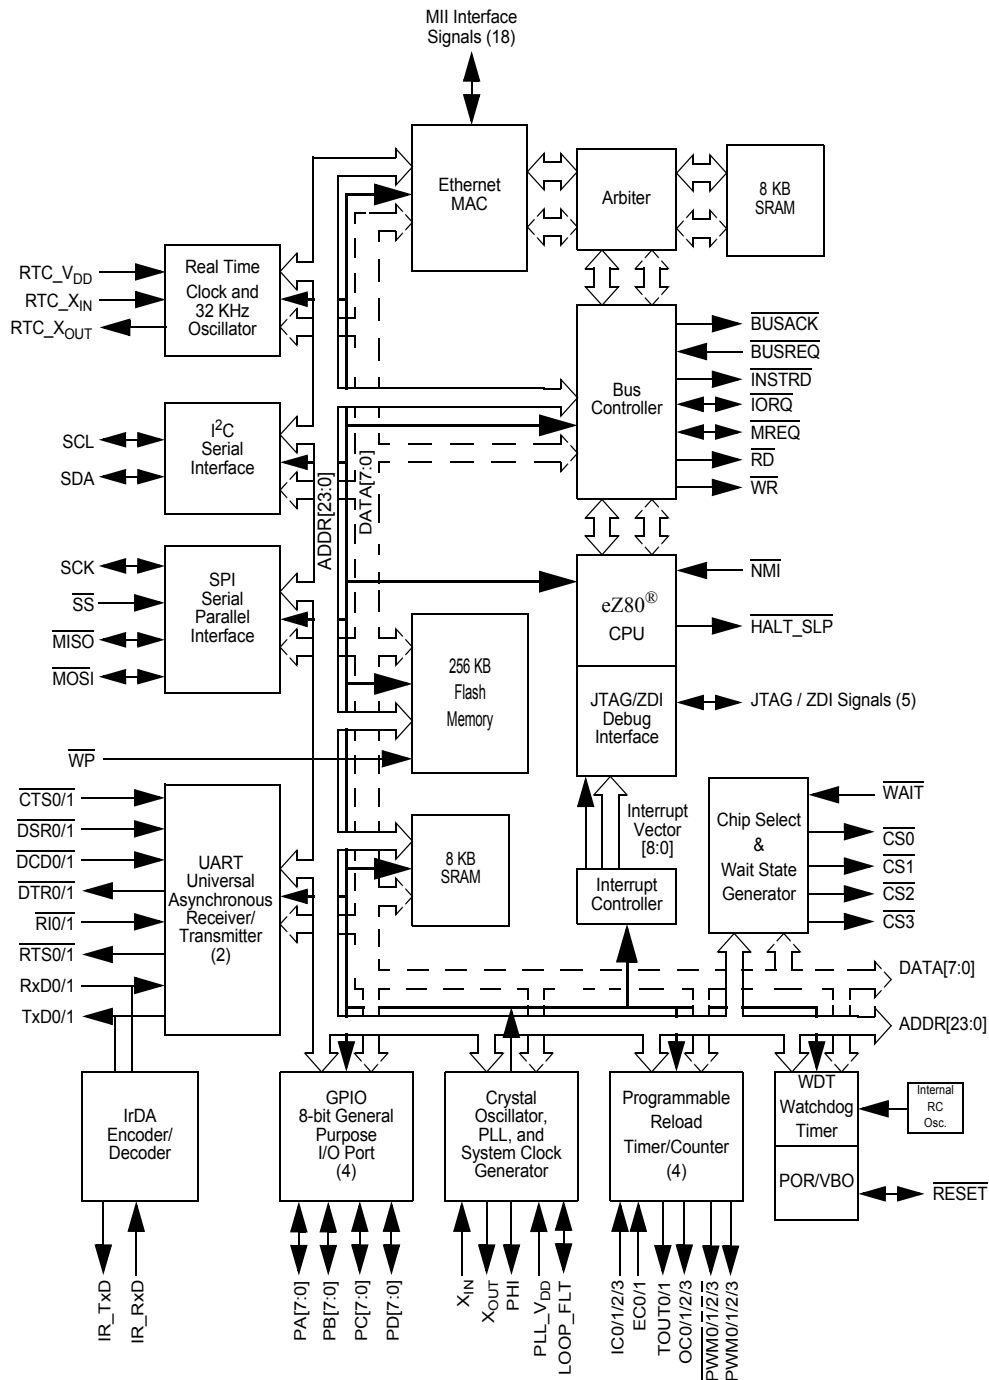 MII Interface
Signals (18)
Ethernet
MAC
Arbiter
8 KB
SRAM
RTC_VDD
RTC_XIN
RTC_XOUT
Real Time
Clock and
32 KHz
Oscillator
Bus
Controller
BUSACK
BUSREQ
INSTRD
IORQ
MREQ
RD
WR
SCL
SDA
I²C
Serial
Interface
ADDR[23:0]
DATA[7:0]
SCK
SS
MISO
MOSI
SPI
Serial
Parallel
Interface
eZ80®
CPU
NMI
HALT_SLP
256 KB
Flash
Memory
JTAG/ZDI
Debug
Interface
JTAG / ZDI Signals (5)
WP
CTS0/1
DSR0/1
DCD0/1
DTR0/1
RI0/1
RTS0/1
RxD0/1
TxD0/1
UART
Universal
Asynchronous
Receiver/
Transmitter
(2)
8 KB
SRAM
Interrupt
Vector
[8:0]
Interrupt
Controller
Chip Select
&
Wait State
Generator
WAIT
CS0
CS1
CS2
CS3
DATA[7:0]
ADDR[23:0]
IrDA
Encoder/
Decoder
GPIO
8-bit General
Purpose
I/O Port
(4)
Crystal
Oscillator,
PLL, and
System Clock
Generator
Programmable
Reload
Timer/Counter
(4)
WDT
Watchdog
Timer
POR/VBO
Internal
RC
Osc.
RESET
IR_TxD
IR_RxD
PA[7:0]
PB[7:0]
PC[7:0]
PD[7:0]
XIN
XOUT
PHI
PLL_VDD
LOOP_FLT
IC0/1/2/3
EC0/1
TOUT0/1
OC0/1/2/3
PWM0/1/2/3
PWM0/1/2/3